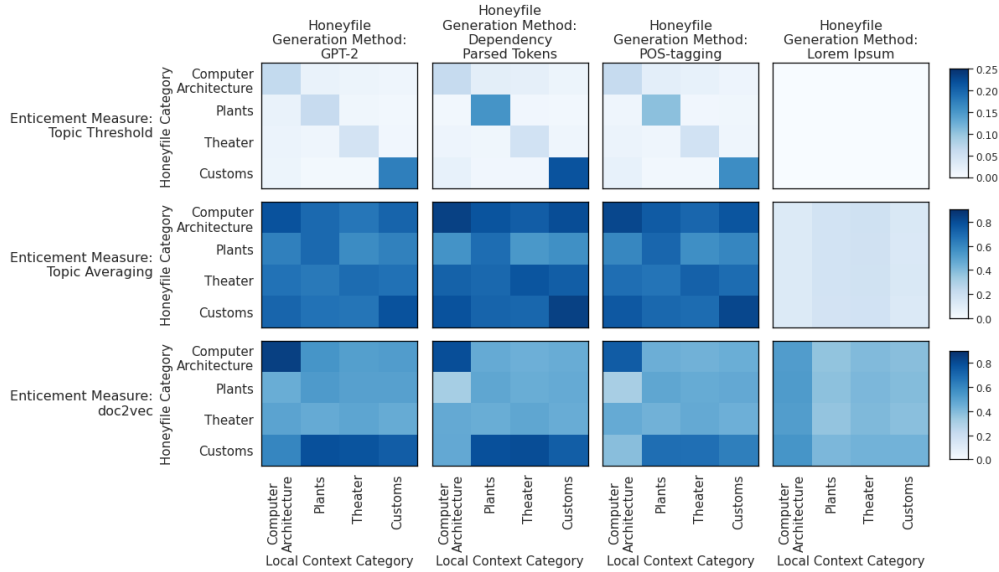 Honeyfile
Generation Method:
GPT-2
Honeyfile
Generation Method:
Dependency
Parsed Tokens
Honeyfile
Generation Method:
POS-tagging
Honeyfile
Generation Method:
Lorem Ipsum
Enticement Measure:
Topic Threshold
Honeyfile Category
Computer
Architecture
Plants
Theater
Customs
0.25
0.20
0.15
0.10
0.05
0.00
Enticement Measure:
Topic Averaging
Honeyfile Category
Computer
Architecture
Plants
Theater
Customs
0.8
0.6
0.4
0.2
0.0
Enticement Measure:
doc2vec
Honeyfile Category
Computer
Architecture
Plants
Theater
Customs
0.8
0.6
0.4
0.2
0.0
Computer
Architecture
Plants
Theater
Customs
Local Context Category
Computer
Architecture
Plants
Theater
Customs
Local Context Category
Computer
Architecture
Plants
Theater
Customs
Local Context Category
Computer
Architecture
Plants
Theater
Customs
Local Context Category